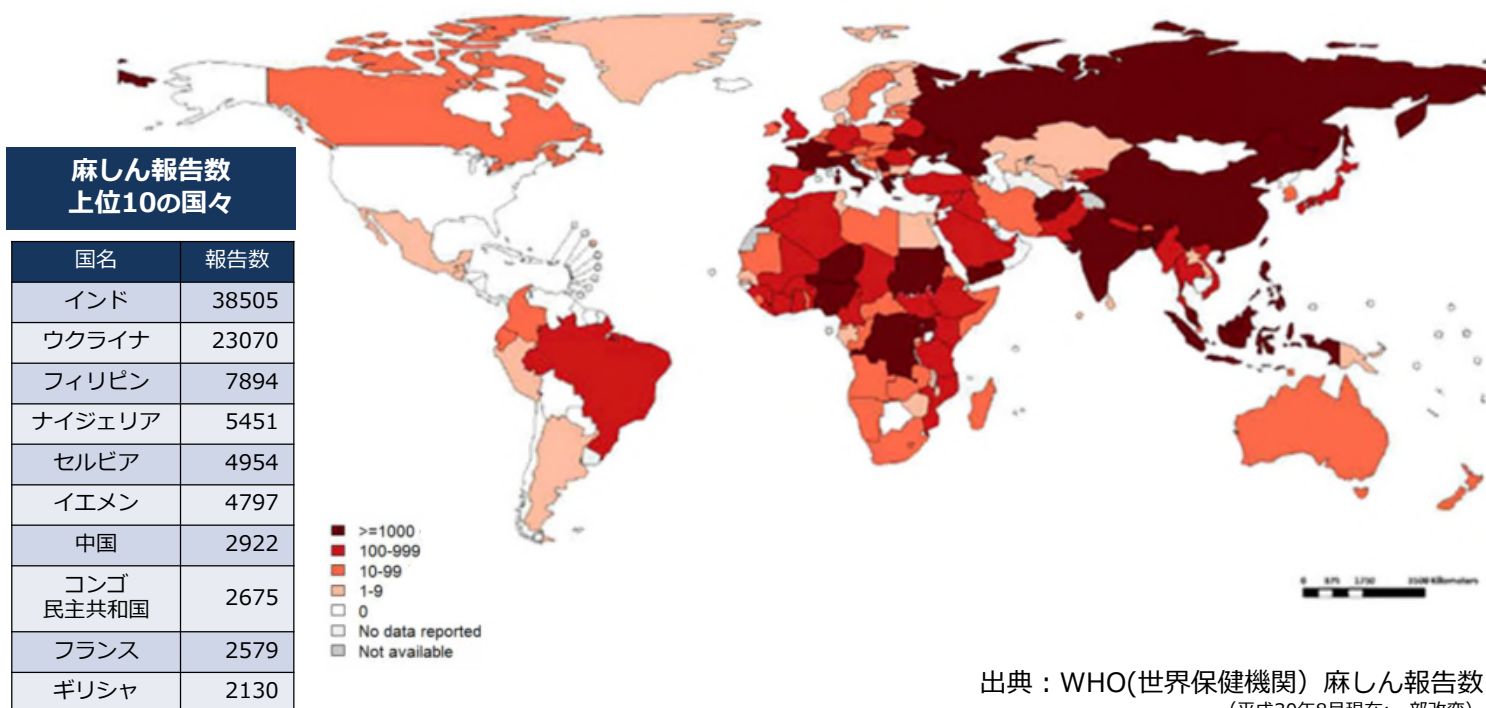 麻しん報告数
上位10の国々
国名 報告数
インド 38505
ウクライナ 23070
フィリピン 7894
ナイジェリア 5451
セルビア 4954
イエメン 4797
中国 2922
コンゴ
民主共和国 2675
フランス 2579
ギリシャ 2130
>=1000
100-999
10-99
1-9
0
No data reported
Not available
0 875 1750 3500 Kilometers
出典：WHO(世界保健機関）麻しん報告数